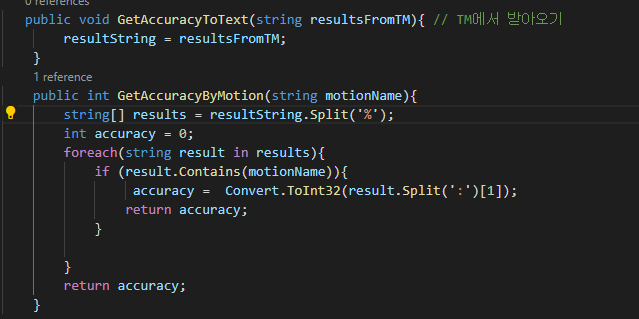 0 references
public void GetAccuracyToText(string resultsFromTM){ // TM에서 받아오기
resultString = resultsFromTM;
}
1 reference
public int GetAccuracyByMotion(string motionName){
string[] results = resultString.Split('%');
int accuracy = 0;
foreach(string result in results){
if (result.Contains(motionName)){
accuracy =  Convert.ToInt32(result.Split(':')[1]);
return accuracy;
}
}
return accuracy;
}